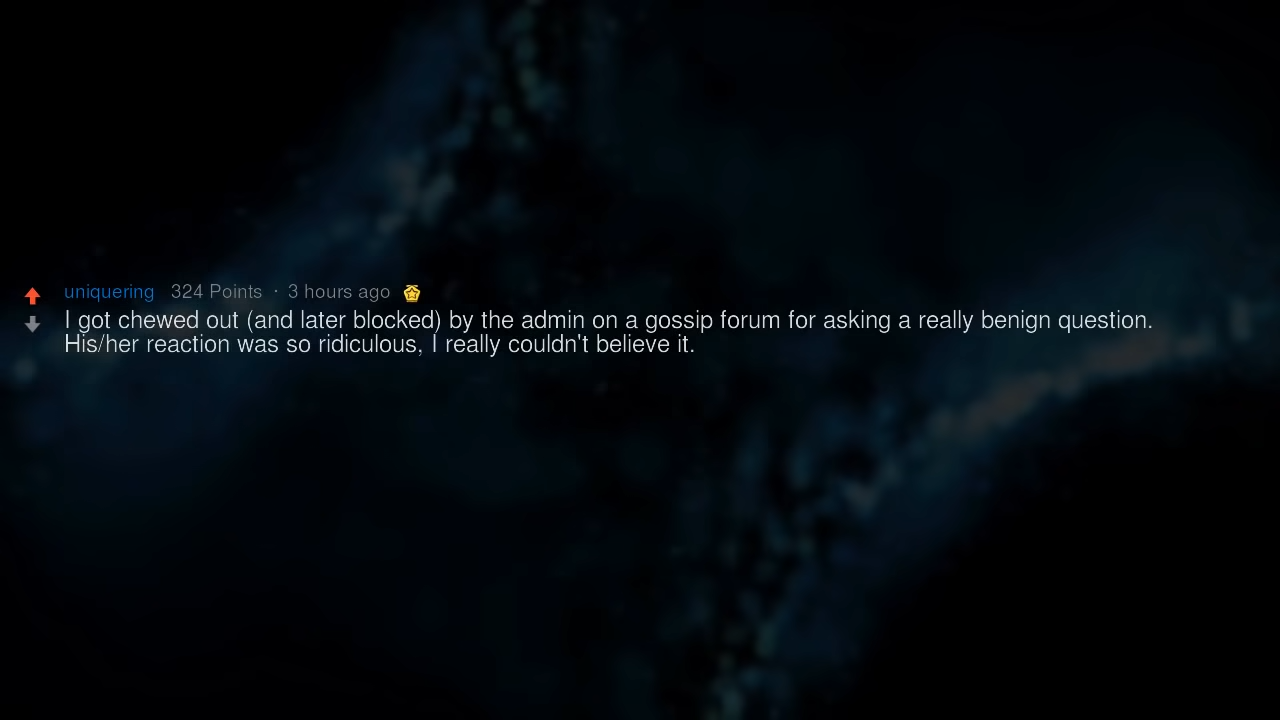 uniquering 324 Points · 3 hours ago
I got chewed out (and later blocked) by the admin on a gossip forum for asking a really benign question.
His/her reaction was so ridiculous, I really couldn't believe it.